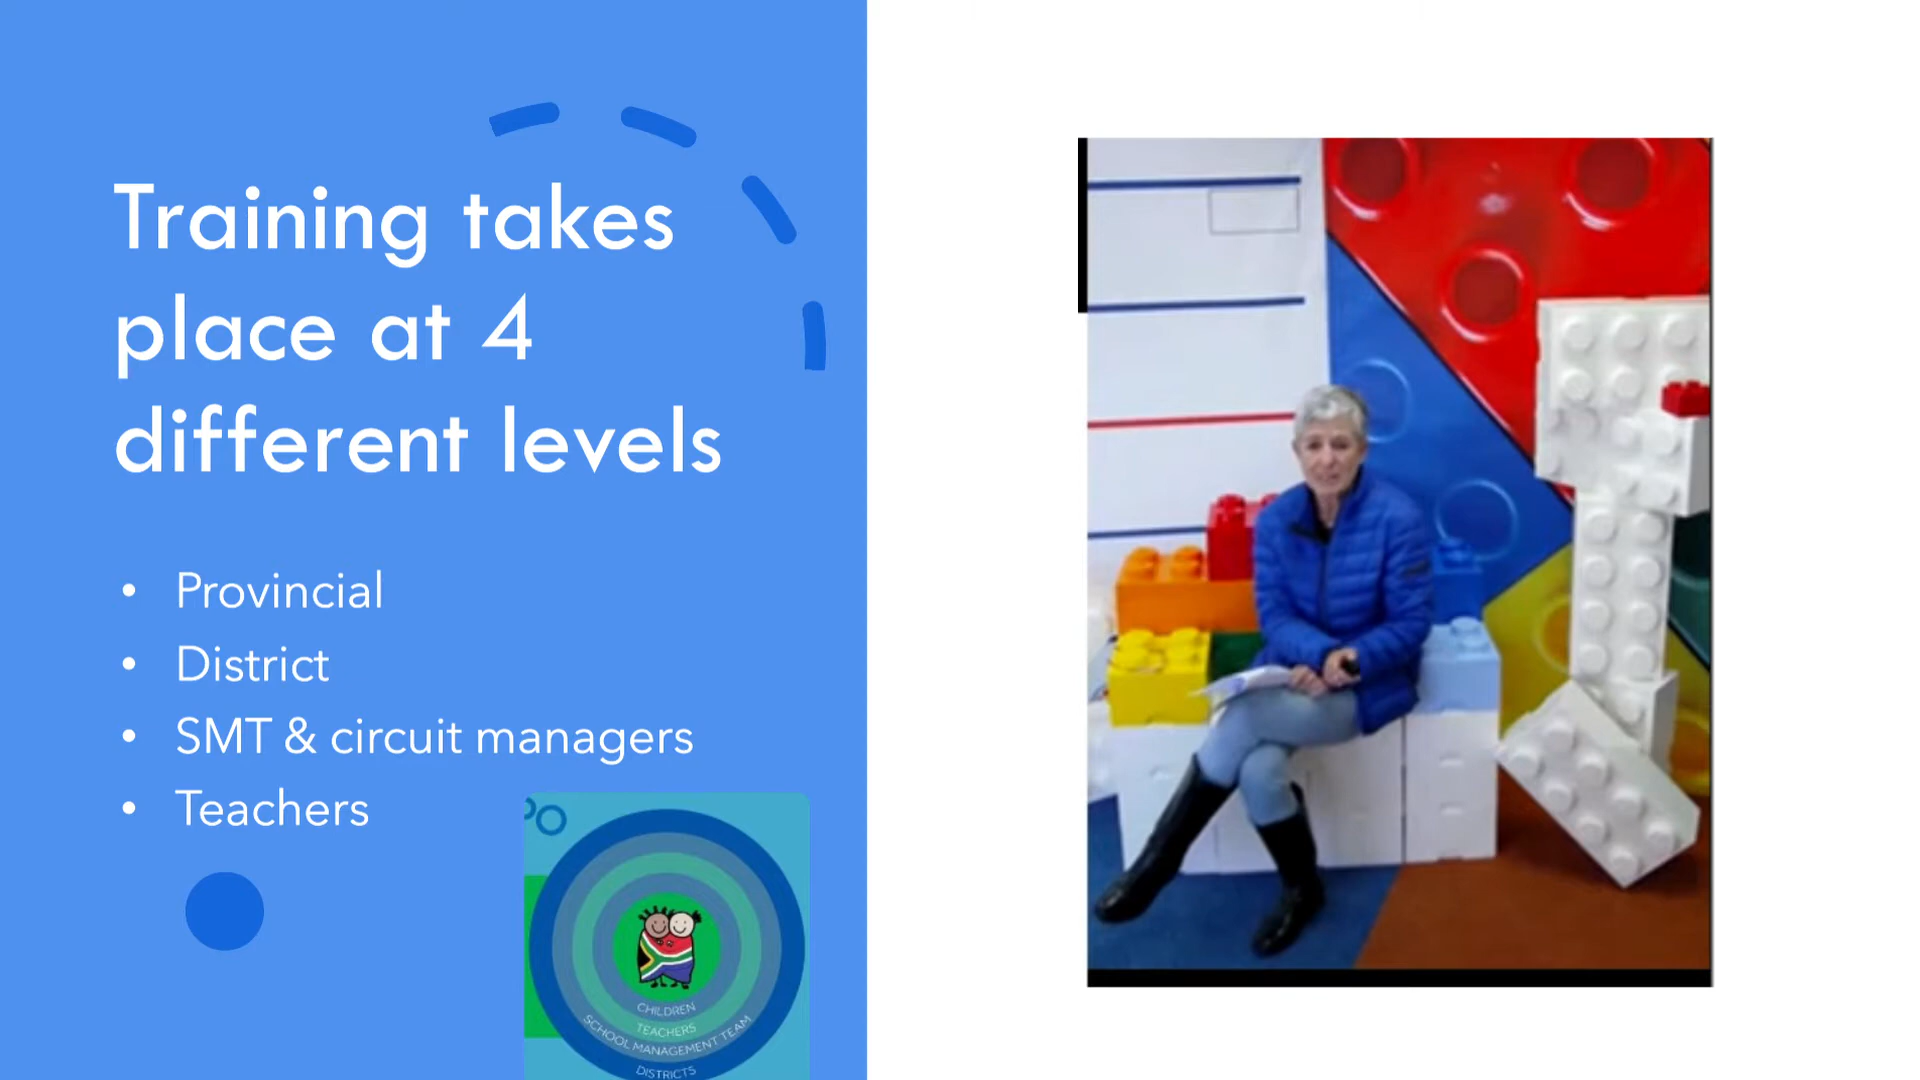 Training takes
place at 4
different levels
• Provincial
• District
• SMT & circuit managers
• Teachers
CHILDREN
TEACHERS
SCHOOL MANAGEMENT TEAM
DISTRICTS